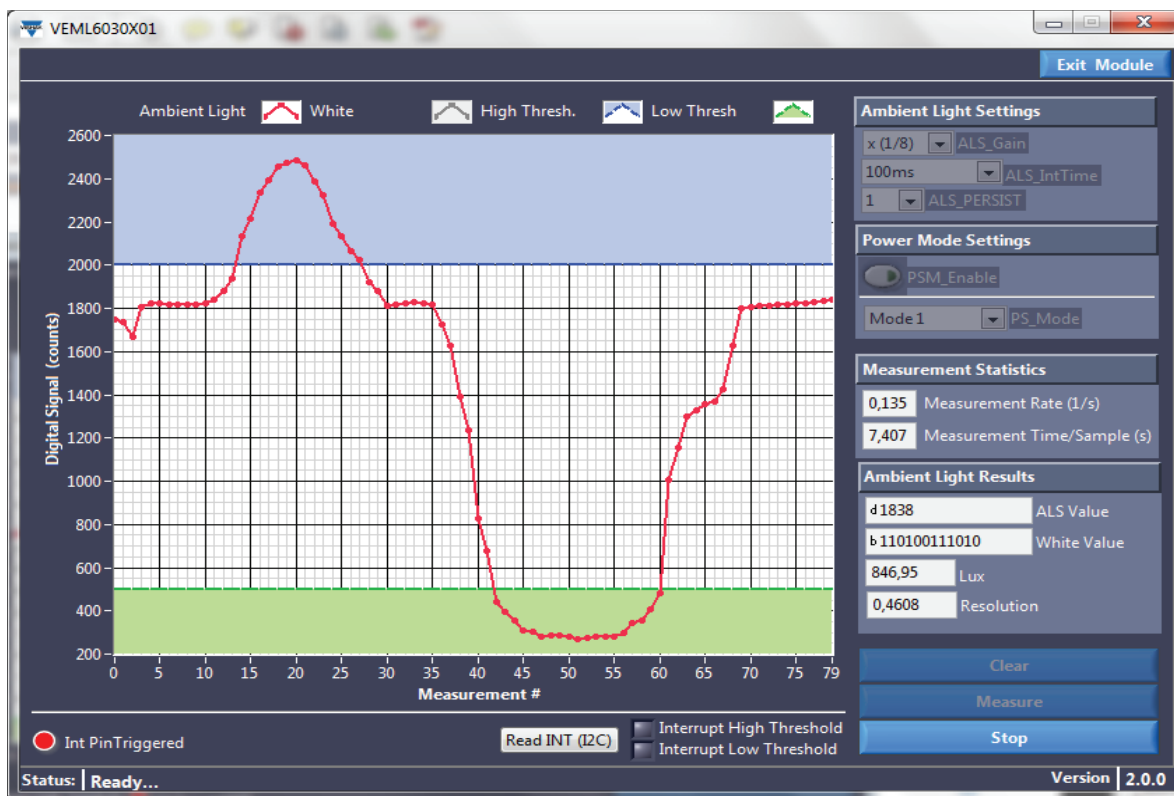 VEML6030X01
Exit Module
Ambient Light White High Thresh. Low Thresh
Digital Signal (counts)
2600
2400
2200
2000
1800
1600
1400
1200
1000
800
600
400
200
0 5 10 15 20 25 30 35 40 45 50 55 60 65 70 75 79
Measurement #
Ambient Light Settings
x (1/8) ALS_Gain
100ms ALS_IntTime
1 ALS_PERSIST
Power Mode Settings
PSM_Enable
Mode 1 PS_Mode
Measurement Statistics
0,135 Measurement Rate (1/s)
7,407 Measurement Time/Sample (s)
Ambient Light Results
d 1838 ALS Value
b 110100111010 White Value
846,95 Lux
0,4608 Resolution
Clear
Measure
Stop
Int PinTriggered
Read INT (I2C)
Interrupt High Threshold
Interrupt Low Threshold
Status: Ready...
Version 2.0.0